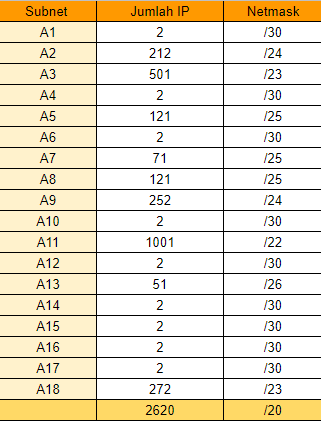 Subnet Jumlah IP Netmask
A1 2 /30
A2 212 /24
A3 501 /23
A4 2 /30
A5 121 /25
A6 2 /30
A7 71 /25
A8 121 /25
A9 252 /24
A10 2 /30
A11 1001 /22
A12 2 /30
A13 51 /26
A14 2 /30
A15 2 /30
A16 2 /30
A17 2 /30
A18 272 /23
2620 /20